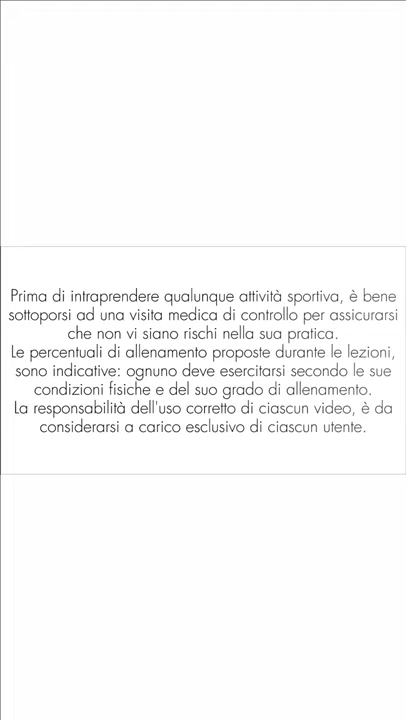 Prima di intraprendere qualunque attività sportiva, è bene
sottoporsi ad una visita medica di controllo per assicurarsi
che non vi siano rischi nella sua pratica.
Le percentuali di allenamento proposte durante le lezioni,
sono indicative: ognuno deve esercitarsi secondo le sue
condizioni fisiche e del suo grado di allenamento.
La responsabilità dell'uso corretto di ciascun video, è da
considerarsi a carico esclusivo di ciascun utente.